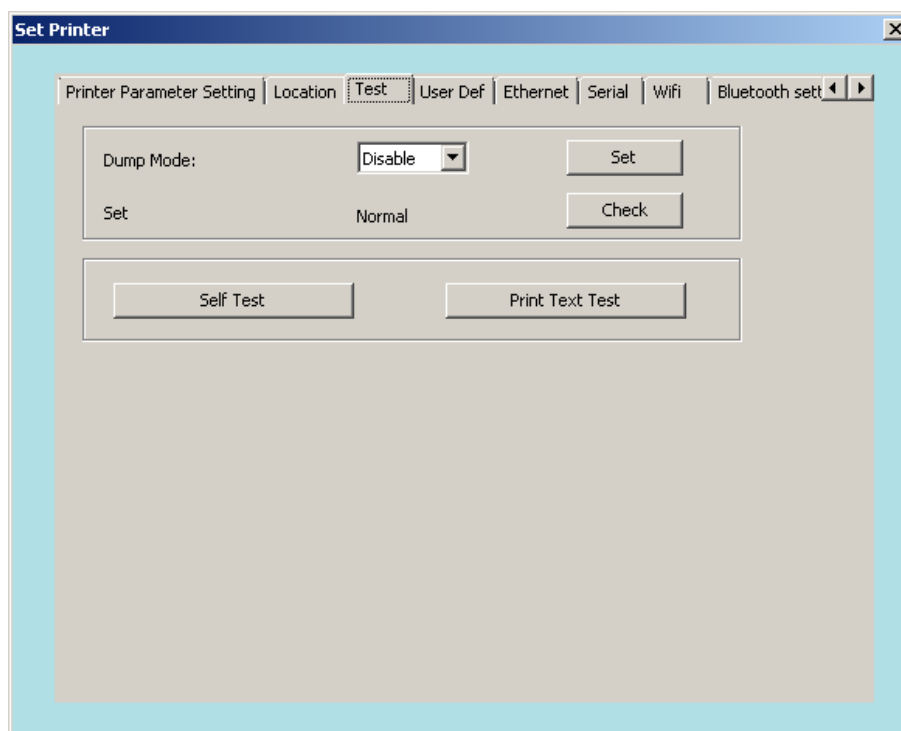 Set Printer
Printer Parameter Setting Location Test User Def Ethernet Serial Wifi Bluetooth sett
Dump Mode: Disable Set
Set Normal Check
Self Test Print Text Test